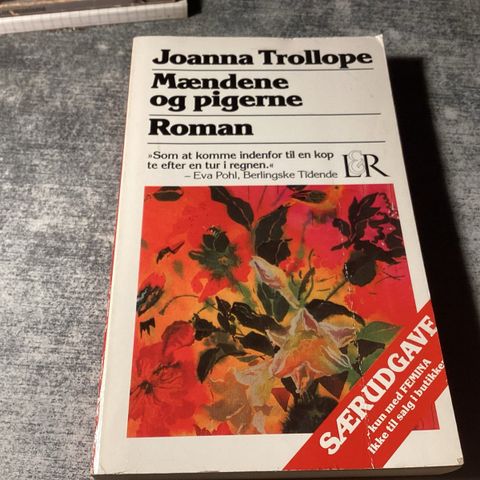 Joanna Trollope
Mændene
og pigerne
Roman
»Som at komme indenfor til en kop
te efter en tur i regnen.«
– Eva Pohl, Berlingske Tidende
L&R
SÆRUDGAVE
- kun med FEMINA
Ikke til salg i butikker